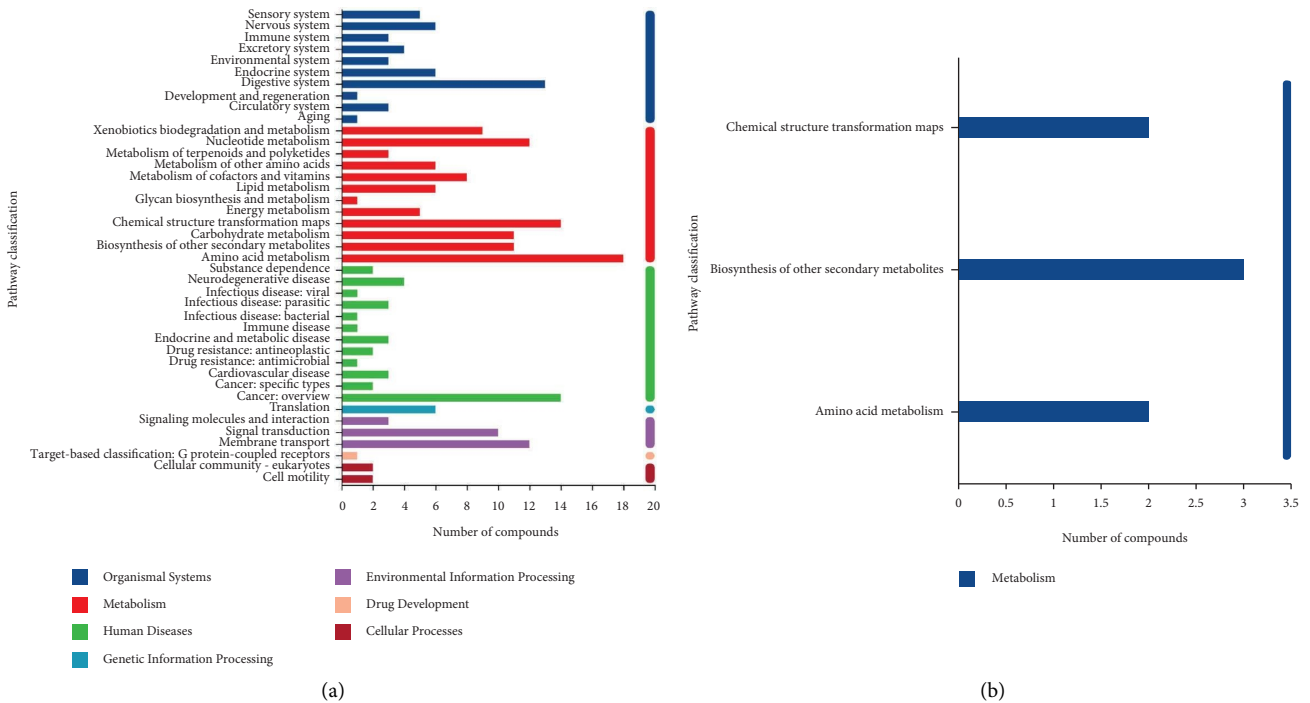 Pathway classification
Sensory system
Nervous system
Immune system
Excretory system
Environmental system
Endocrine system
Digestive system
Development and regeneration
Circulatory system
Aging
Xenobiotics biodegradation and metabolism
Nucleotide metabolism
Metabolism of terpenoids and polyketides
Metabolism of other amino acids
Metabolism of cofactors and vitamins
Lipid metabolism
Glycan biosynthesis and metabolism
Energy metabolism
Chemical structure transformation maps
Carbohydrate metabolism
Biosynthesis of other secondary metabolites
Amino acid metabolism
Substance dependence
Neurodegenerative disease
Infectious disease: viral
Infectious disease: parasitic
Infectious disease: bacterial
Immune disease
Endocrine and metabolic disease
Drug resistance: antineoplastic
Drug resistance: antimicrobial
Cardiovascular disease
Cancer: specific types
Cancer: overview
Translation
Signaling molecules and interaction
Signal transduction
Membrane transport
Target-based classification: G protein-coupled receptors
Cellular community - eukaryotes
Cell motility
0 2 4 6 8 10 12 14 16 18 20
Number of compounds
Organismal Systems
Metabolism
Human Diseases
Genetic Information Processing
Environmental Information Processing
Drug Development
Cellular Processes
(a)
Pathway classification
Chemical structure transformation maps
Biosynthesis of other secondary metabolites
Amino acid metabolism
0 0.5 1 1.5 2 2.5 3 3.5
Number of compounds
Metabolism
(b)